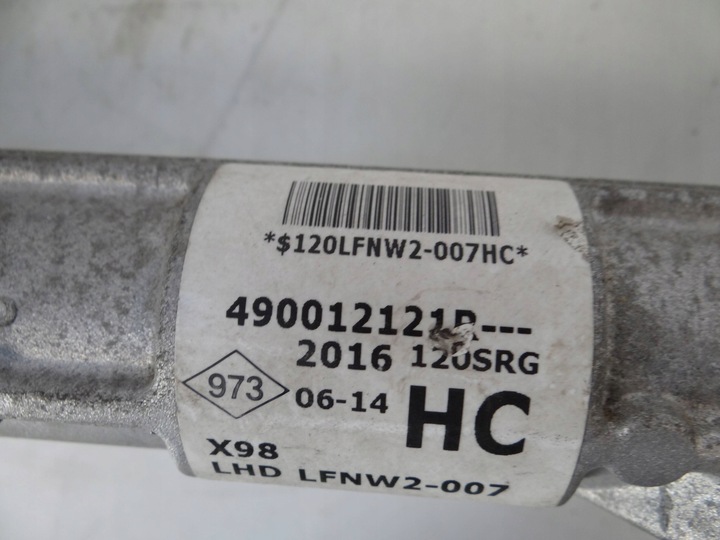 *$120LFNW2-007HC*
490012121R---
2016 120SRG
973 06-14 HC
X98
LHD LFNW2-007